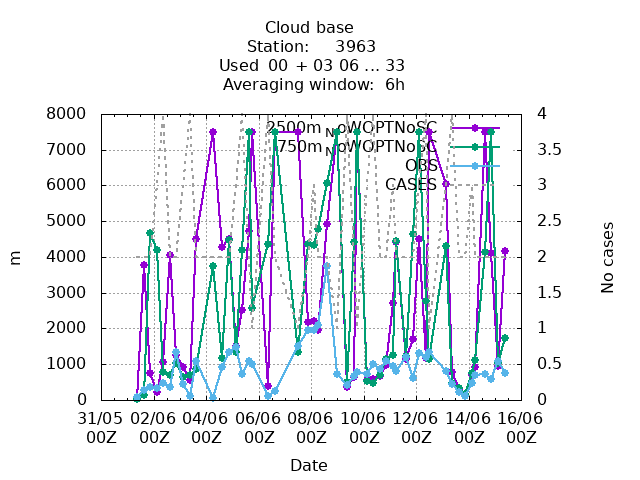 Cloud base
Station: 3963
Used 00 + 03 06 ... 33
Averaging window: 6h
8000 4
7000 3.5
6000 3
5000 2.5
4000 2
3000 1.5
2000 1
1000 0.5
0 0
2500m_NoWOPTNoSC
750m_NoWOPTNoSC
OBS
CASES
m
No cases
31/05 02/06 04/06 06/06 08/06 10/06 12/06 14/06 16/06
00Z 00Z 00Z 00Z 00Z 00Z 00Z 00Z 00Z
Date